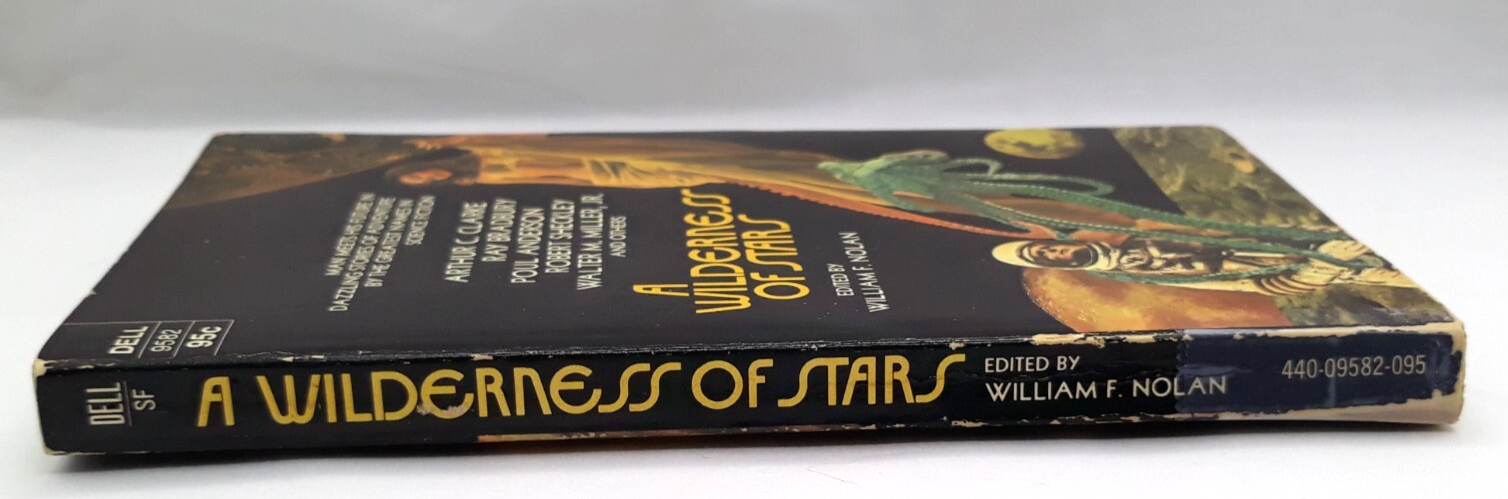 DELL
9582
95c
MAN MEETS HIS FUTURE IN
DAZZLING STORIES OF ADVENTURE
BY THE GREATEST NAMES IN
SCIENCE FICTION
ARTHUR C. CLARKE
RAY BRADBURY
POUL ANDERSON
ROBERT SHECKLEY
WALTER M. MILLER, JR.
AND OTHERS
A
WILDERNESS
OF STARS
EDITED BY
WILLIAM F. NOLAN
DELL
SF
A WILDERNESS OF STARS
EDITED BY
WILLIAM F. NOLAN
440-09582-095